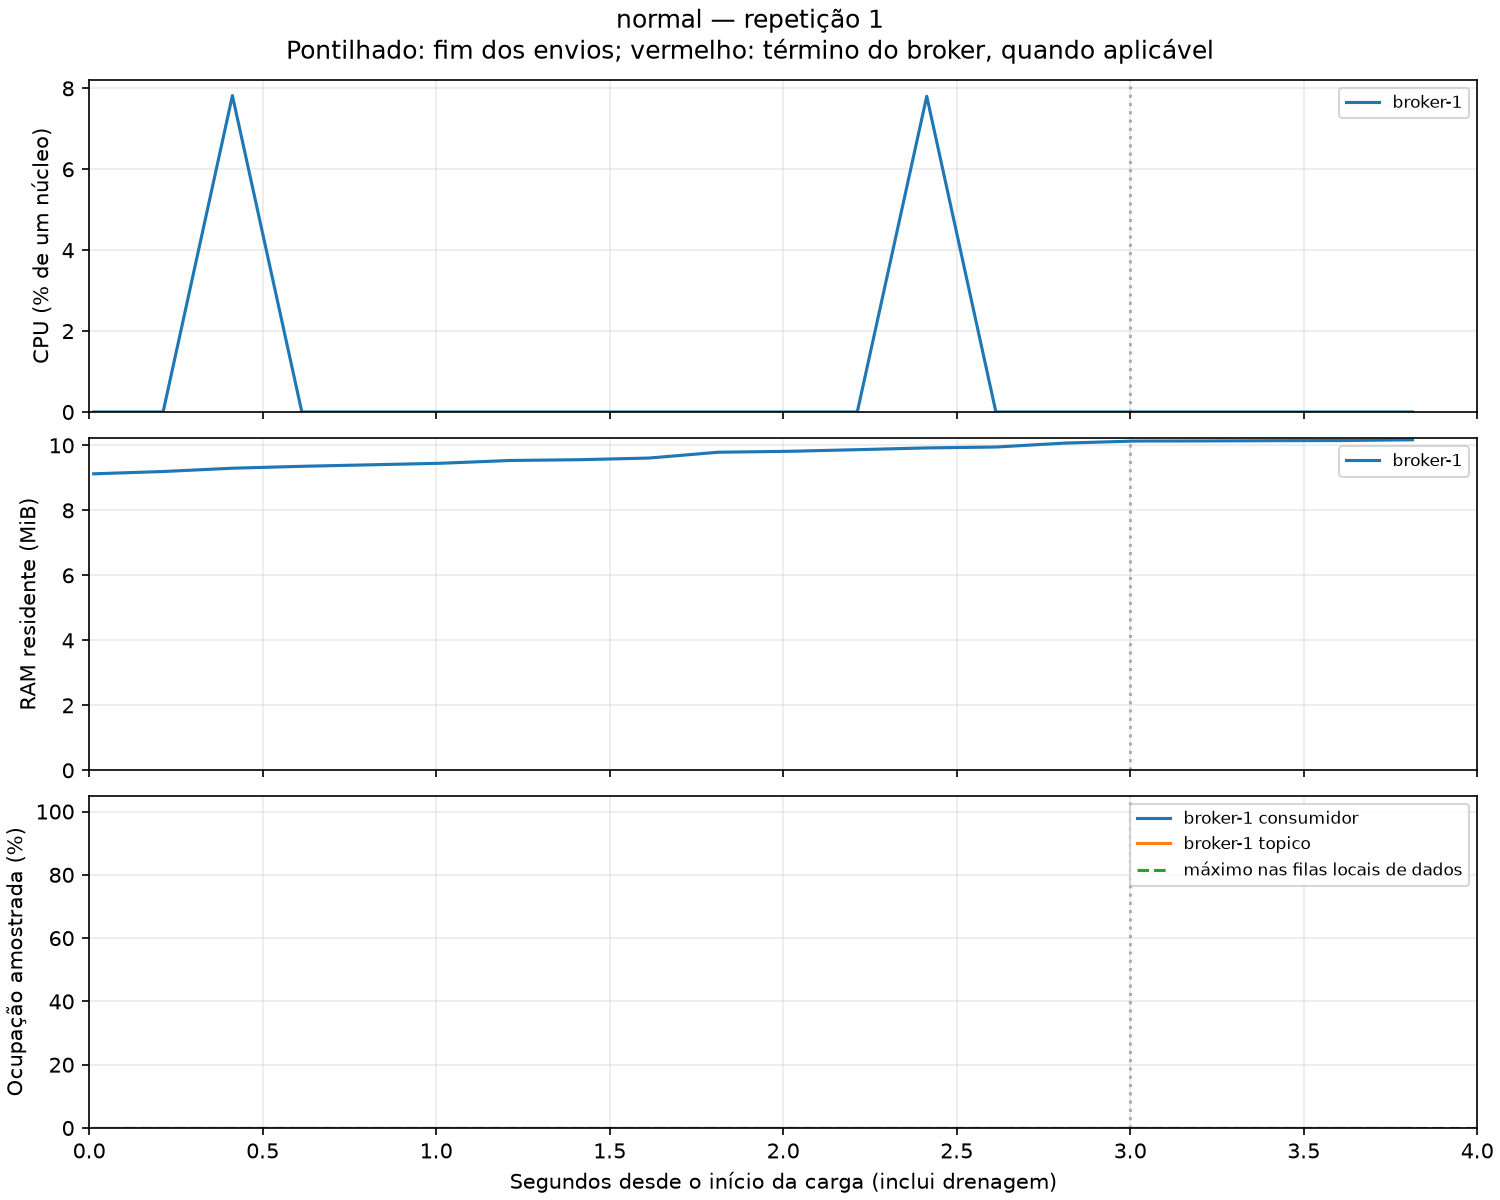 normal — repetição 1
Pontilhado: fim dos envios; vermelho: término do broker, quando aplicável
CPU (% de um núcleo)
8
6
4
2
0
broker-1
RAM residente (MiB)
10
8
6
4
2
0
broker-1
Ocupação amostrada (%)
100
80
60
40
20
0
broker-1 consumidor
broker-1 topico
máximo nas filas locais de dados
0.0 0.5 1.0 1.5 2.0 2.5 3.0 3.5 4.0
Segundos desde o início da carga (inclui drenagem)